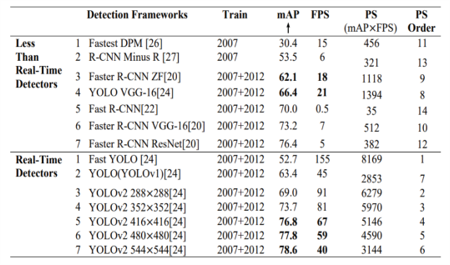 Detection Frameworks Train mAP ↑ FPS PS (mAP×FPS) PS Order
Less Than Real-Time Detectors
1 Fastest DPM [26] 2007 30.4 15 456 11
2 R-CNN Minus R [27] 2007 53.5 6 321 13
3 Faster R-CNN ZF[20] 2007+2012 62.1 18 1118 9
4 YOLO VGG-16[24] 2007+2012 66.4 21 1394 8
5 Fast R-CNN[22] 2007+2012 70.0 0.5 35 14
6 Faster R-CNN VGG-16[20] 2007+2012 73.2 7 512 10
7 Faster R-CNN ResNet[20] 2007+2012 76.4 5 382 12
Real-Time Detectors
1 Fast YOLO [24] 2007+2012 52.7 155 8169 1
2 YOLO(YOLOv1)[24] 2007+2012 63.4 45 2853 7
3 YOLOv2 288×288[24] 2007+2012 69.0 91 6279 2
4 YOLOv2 352×352[24] 2007+2012 73.7 81 5970 3
5 YOLOv2 416×416[24] 2007+2012 76.8 67 5146 4
6 YOLOv2 480×480[24] 2007+2012 77.8 59 4590 5
7 YOLOv2 544×544[24] 2007+2012 78.6 40 3144 6